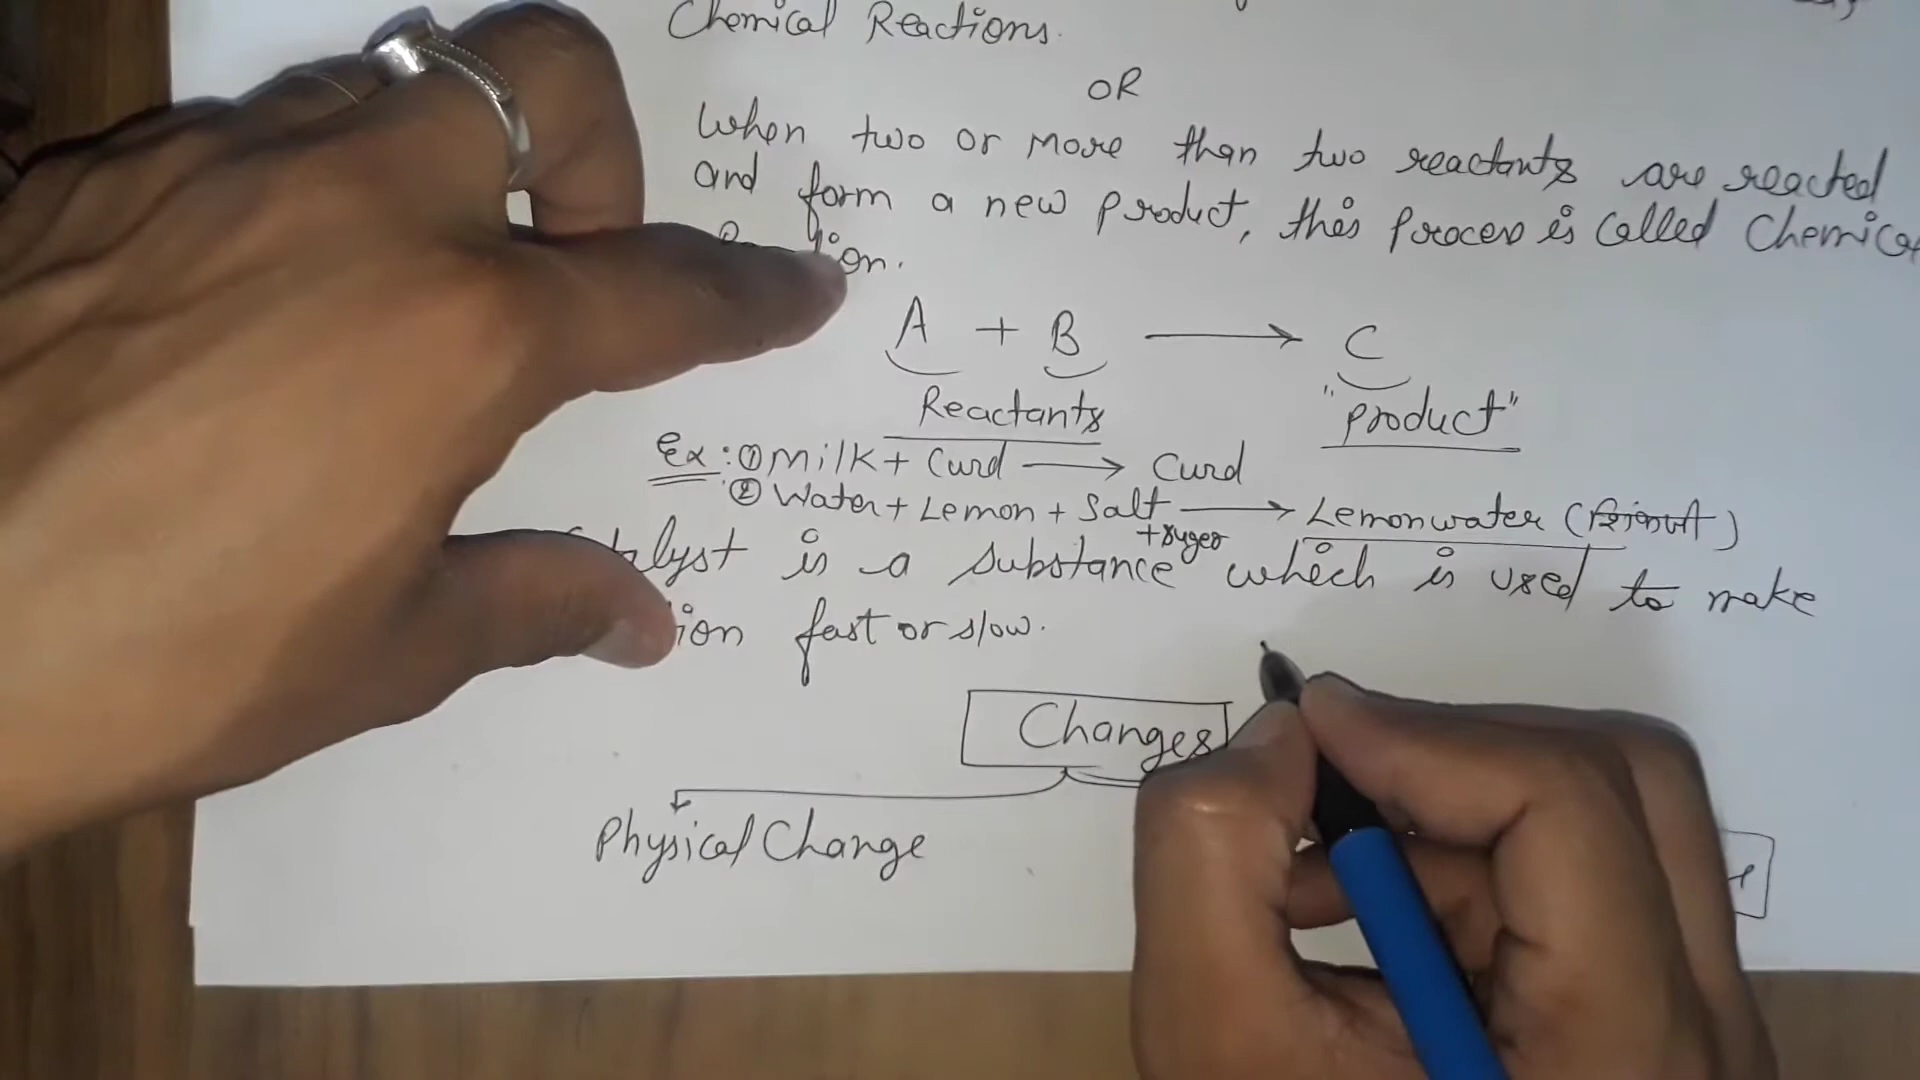 Chemical Reactions.
OR
When two or more than two reactants are reacted
and form a new product, this process is called Chemical
on.
A + B → C
Reactants "product"
Ex: ① Milk + Curd → Curd
② Water + Lemon + Salt → Lemonwater
+ suger
is a substance which is used to make
fast or slow.
Changes
Physical Change